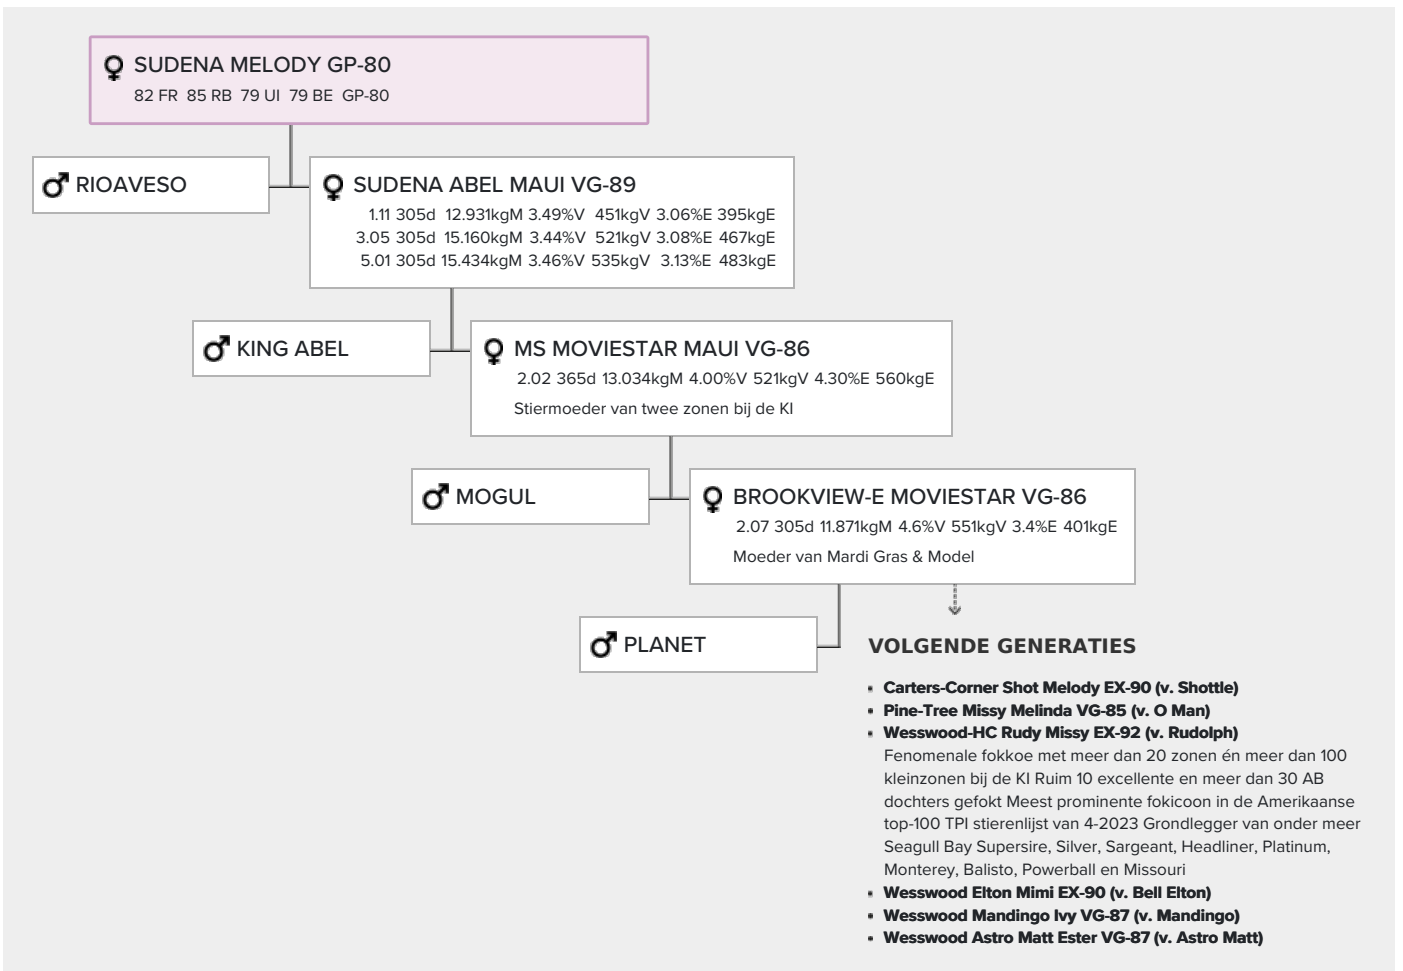 SUDENA MELODY GP-80
82 FR 85 RB 79 UI 79 BE GP-80
RIOAVESO
SUDENA ABEL MAUI VG-89
1.11 305d 12.931kgM 3.49%V 451kgV 3.06%E 395kgE
3.05 305d 15.160kgM 3.44%V 521kgV 3.08%E 467kgE
5.01 305d 15.434kgM 3.46%V 535kgV 3.13%E 483kgE
KING ABEL
MS MOVIESTAR MAUI VG-86
2.02 365d 13.034kgM 4.00%V 521kgV 4.30%E 560kgE
Stiermoeder van twee zonen bij de KI
MOGUL
BROOKVIEW-E MOVIESTAR VG-86
2.07 305d 11.871kgM 4.6%V 551kgV 3.4%E 401kgE
Moeder van Mardi Gras & Model
PLANET
VOLGENDE GENERATIES
• Carters-Corner Shot Melody EX-90 (v. Shottle)
• Pine-Tree Missy Melinda VG-85 (v. O Man)
• Wesswood-HC Rudy Missy EX-92 (v. Rudolph)
Fenomenale fokkoe met meer dan 20 zonen én meer dan 100
kleinzonen bij de KI Ruim 10 excellente en meer dan 30 AB
dochters gefokt Meest prominente fokicoon in de Amerikaanse
top-100 TPI stierenlijst van 4-2023 Grondlegger van onder meer
Seagull Bay Supersire, Silver, Sargeant, Headliner, Platinum,
Monterey, Balisto, Powerball en Missouri
• Wesswood Elton Mimi EX-90 (v. Bell Elton)
• Wesswood Mandingo Ivy VG-87 (v. Mandingo)
• Wesswood Astro Matt Ester VG-87 (v. Astro Matt)